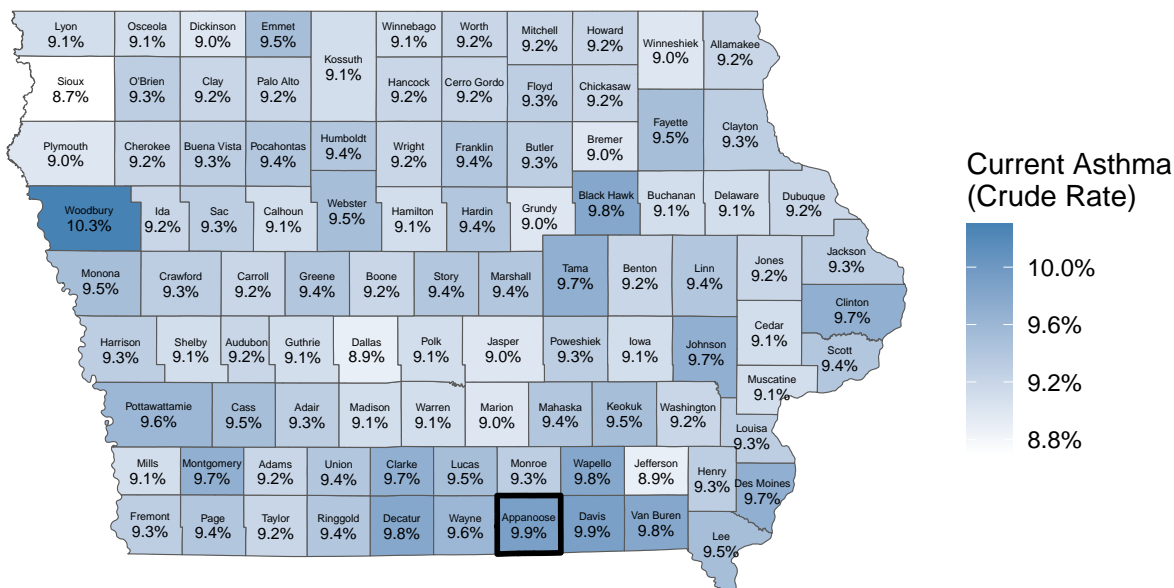 Lyon
9.1%
Osceola
9.1%
Dickinson
9.0%
Emmet
9.5%
Kossuth
9.1%
Winnebago
9.1%
Worth
9.2%
Mitchell
9.2%
Howard
9.2%
Winneshiek
9.0%
Allamakee
9.2%
Sioux
8.7%
O'Brien
9.3%
Clay
9.2%
Palo Alto
9.2%
Hancock
9.2%
Cerro Gordo
9.2%
Floyd
9.3%
Chickasaw
9.2%
Fayette
9.5%
Clayton
9.3%
Plymouth
9.0%
Cherokee
9.2%
Buena Vista
9.3%
Pocahontas
9.4%
Humboldt
9.4%
Wright
9.2%
Franklin
9.4%
Butler
9.3%
Bremer
9.0%
Woodbury
10.3%
Ida
9.2%
Sac
9.3%
Calhoun
9.1%
Webster
9.5%
Hamilton
9.1%
Hardin
9.4%
Grundy
9.0%
Black Hawk
9.8%
Buchanan
9.1%
Delaware
9.1%
Dubuque
9.2%
Monona
9.5%
Crawford
9.3%
Carroll
9.2%
Greene
9.4%
Boone
9.2%
Story
9.4%
Marshall
9.4%
Tama
9.7%
Benton
9.2%
Linn
9.4%
Jones
9.2%
Jackson
9.3%
Clinton
9.7%
Harrison
9.3%
Shelby
9.1%
Audubon
9.2%
Guthrie
9.1%
Dallas
8.9%
Polk
9.1%
Jasper
9.0%
Poweshiek
9.3%
Iowa
9.1%
Johnson
9.7%
Cedar
9.1%
Scott
9.4%
Muscatine
9.1%
Pottawattamie
9.6%
Cass
9.5%
Adair
9.3%
Madison
9.1%
Warren
9.1%
Marion
9.0%
Mahaska
9.4%
Keokuk
9.5%
Washington
9.2%
Louisa
9.3%
Mills
9.1%
Montgomery
9.7%
Adams
9.2%
Union
9.4%
Clarke
9.7%
Lucas
9.5%
Monroe
9.3%
Wapello
9.8%
Jefferson
8.9%
Henry
9.3%
Des Moines
9.7%
Fremont
9.3%
Page
9.4%
Taylor
9.2%
Ringgold
9.4%
Decatur
9.8%
Wayne
9.6%
Appanoose
9.9%
Davis
9.9%
Van Buren
9.8%
Lee
9.5%
Current Asthma
(Crude Rate)
10.0%
9.6%
9.2%
8.8%